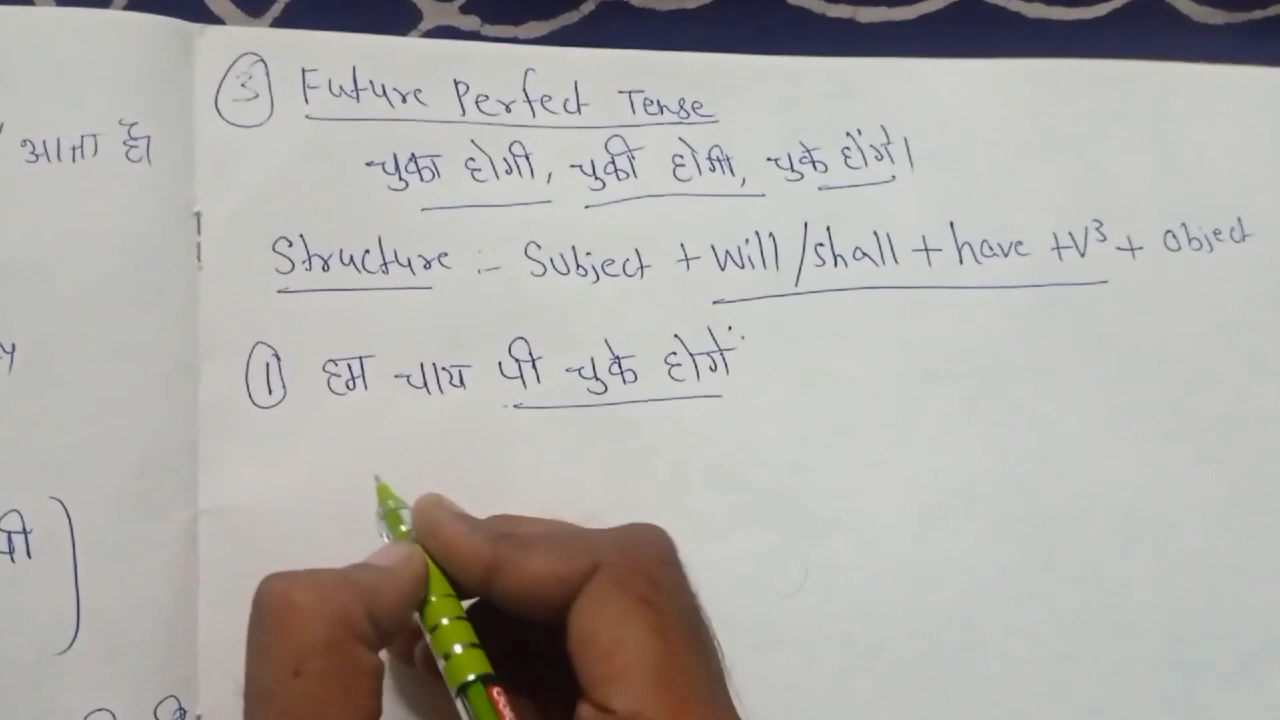 आता है।
③ Future Perfect Tense
चुका होगी, चुकी होगी, चुके होंगे।
Structure :- Subject + Will/shall + have +V³ + Object
① हम चाय पी चुके होगें